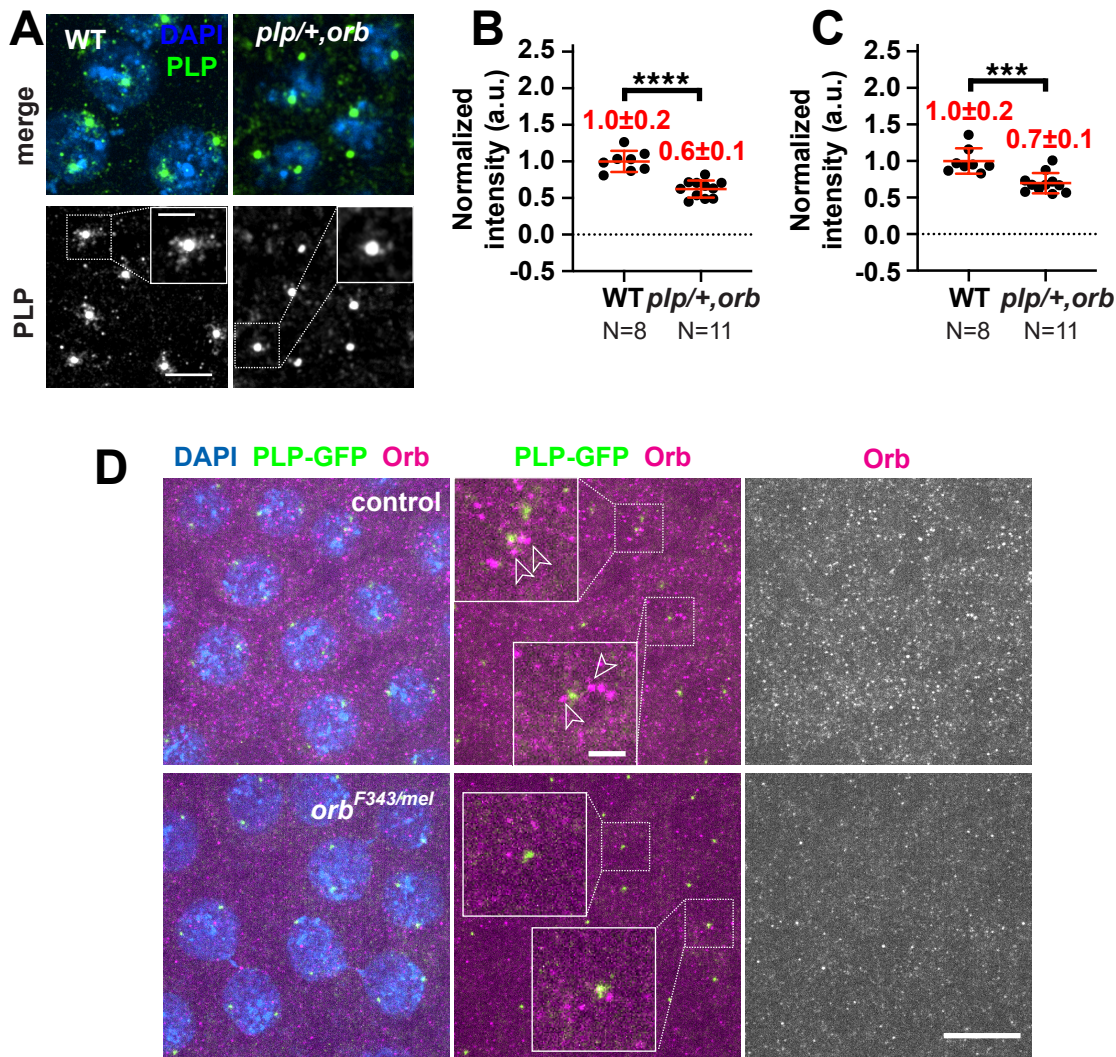 A
WT
DAPI
PLP
plp/+,orb
merge
PLP
B
Normalized
intensity (a.u.)
2.5
2.0
1.5
1.0
0.5
0.0
-0.5
****
1.0±0.2
0.6±0.1
WT
plp/+,orb
N=8
N=11
C
Normalized
intensity (a.u.)
2.5
2.0
1.5
1.0
0.5
0.0
-0.5
***
1.0±0.2
0.7±0.1
WT
plp/+,orb
N=8
N=11
D
DAPI PLP-GFP Orb
PLP-GFP Orb
Orb
control
orb^F343/mel